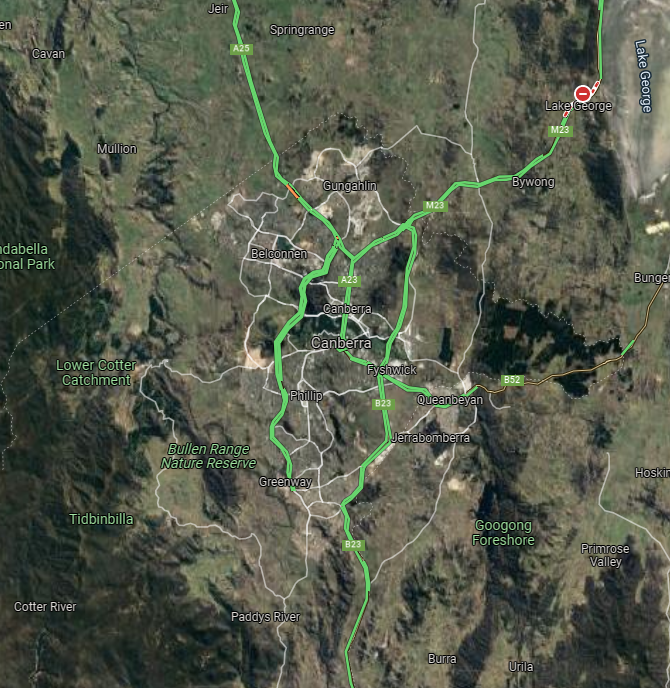 Jeir
en
Springrange
Cavan
A25
Lake George
Lake George
M23
Mullion
Gungahlin
Bywong
M23
ndabella
onal Park
Belconnen
A23
Bunger
Canberra
Canberra
Lower Cotter
Catchment
Fyshwick
B52
Phillip
B23
Queanbeyan
Jerrabomberra
Bullen Range
Nature Reserve
Hoskin
Greenway
Tidbinbilla
Googong
Foreshore
B23
Primrose
Valley
Cotter River
Paddys River
Burra
Urila